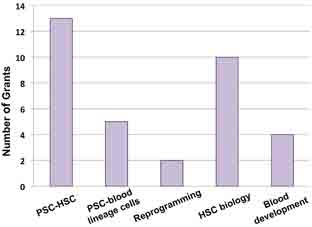 Number of Grants
14
12
10
8
6
4
2
0
PSC-HSC
PSC-blood
lineage cells
Reprogramming
HSC biology
Blood
development